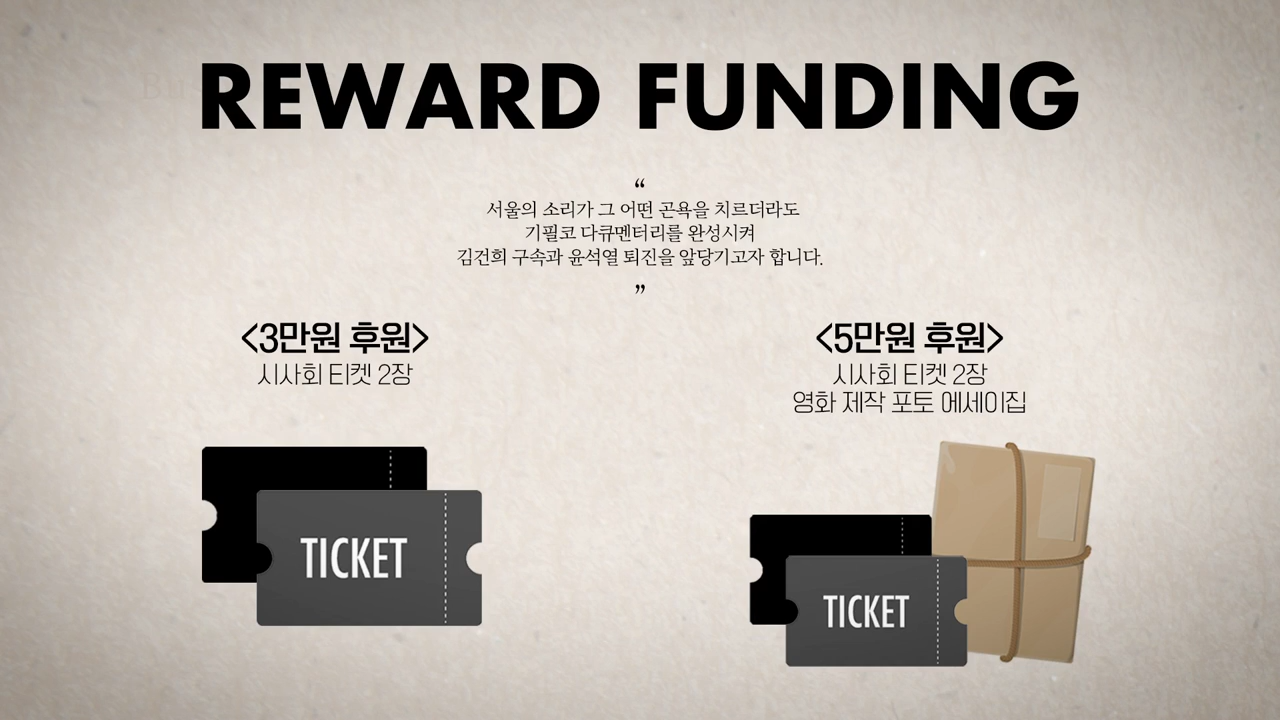 REWARD FUNDING
“
서울의 소리가 그 어떤 곤욕을 치르더라도
기필코 다큐멘터리를 완성시켜
김건희 구속과 윤석열 퇴진을 앞당기고자 합니다.
”
<3만원 후원>
시사회 티켓 2장
<5만원 후원>
시사회 티켓 2장
영화 제작 포토 에세이집
TICKET
TICKET